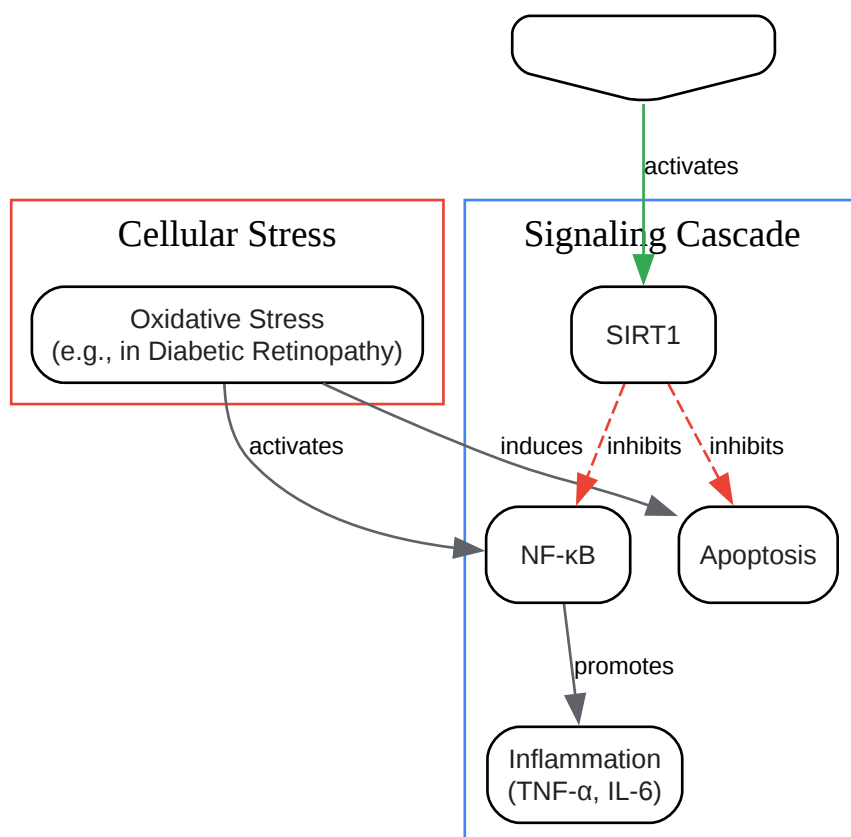 activates
Cellular Stress
Signaling Cascade
Oxidative Stress
(e.g., in Diabetic Retinopathy)
SIRT1
activates
induces
inhibits
inhibits
NF-κB
Apoptosis
promotes
Inflammation
(TNF-α, IL-6)